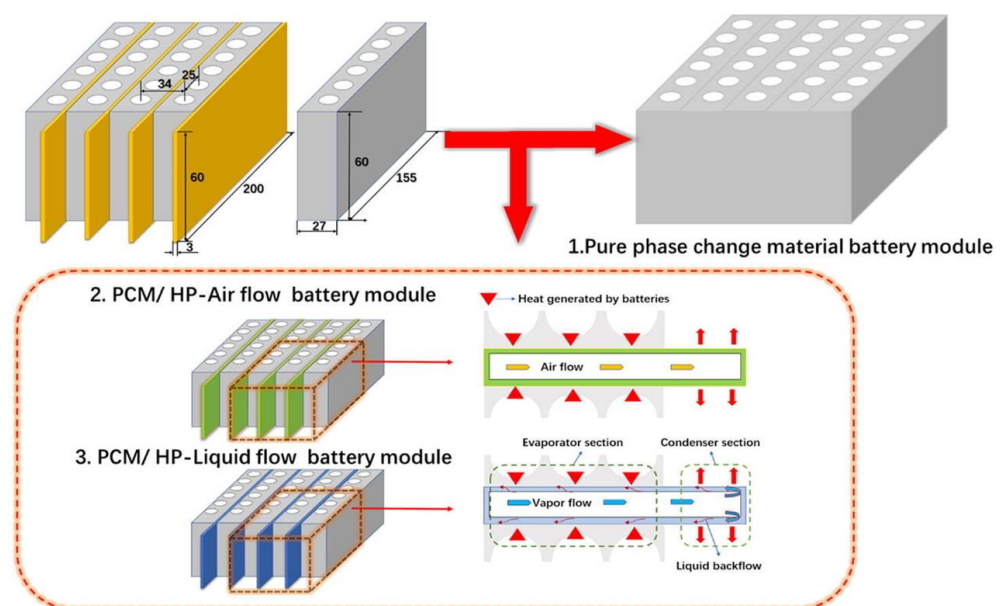 25
34
60
200
3
60
155
27
1.Pure phase change material battery module
2. PCM/ HP-Air flow battery module
Heat generated by batteries
Air flow
3. PCM/ HP-Liquid flow battery module
Evaporator section
Condenser section
Vapor flow
Liquid backflow